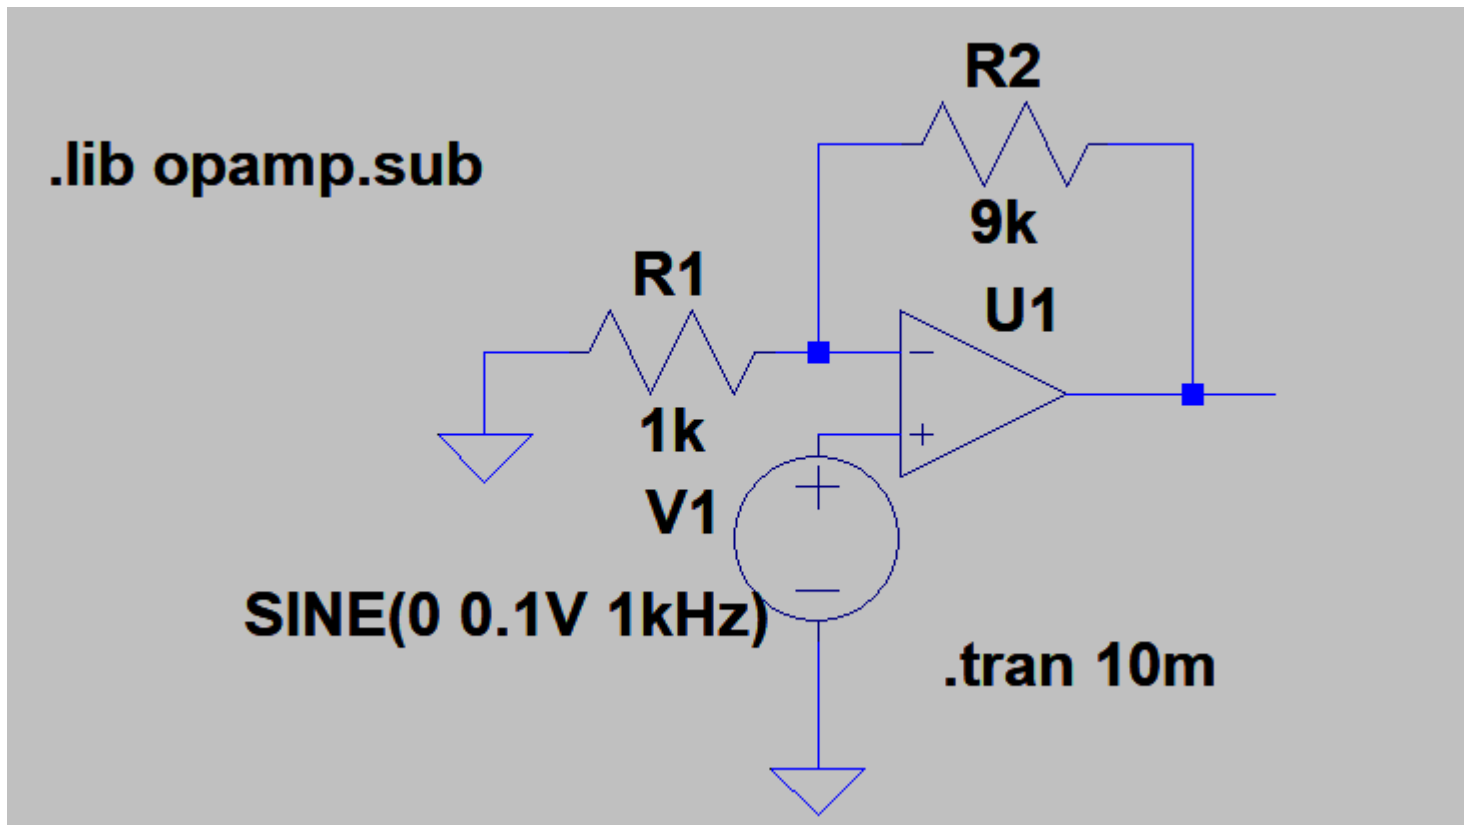 R2
.lib opamp.sub
9k
R1
U1
1k
V1
SINE(0 0.1V 1kHz)
.tran 10m